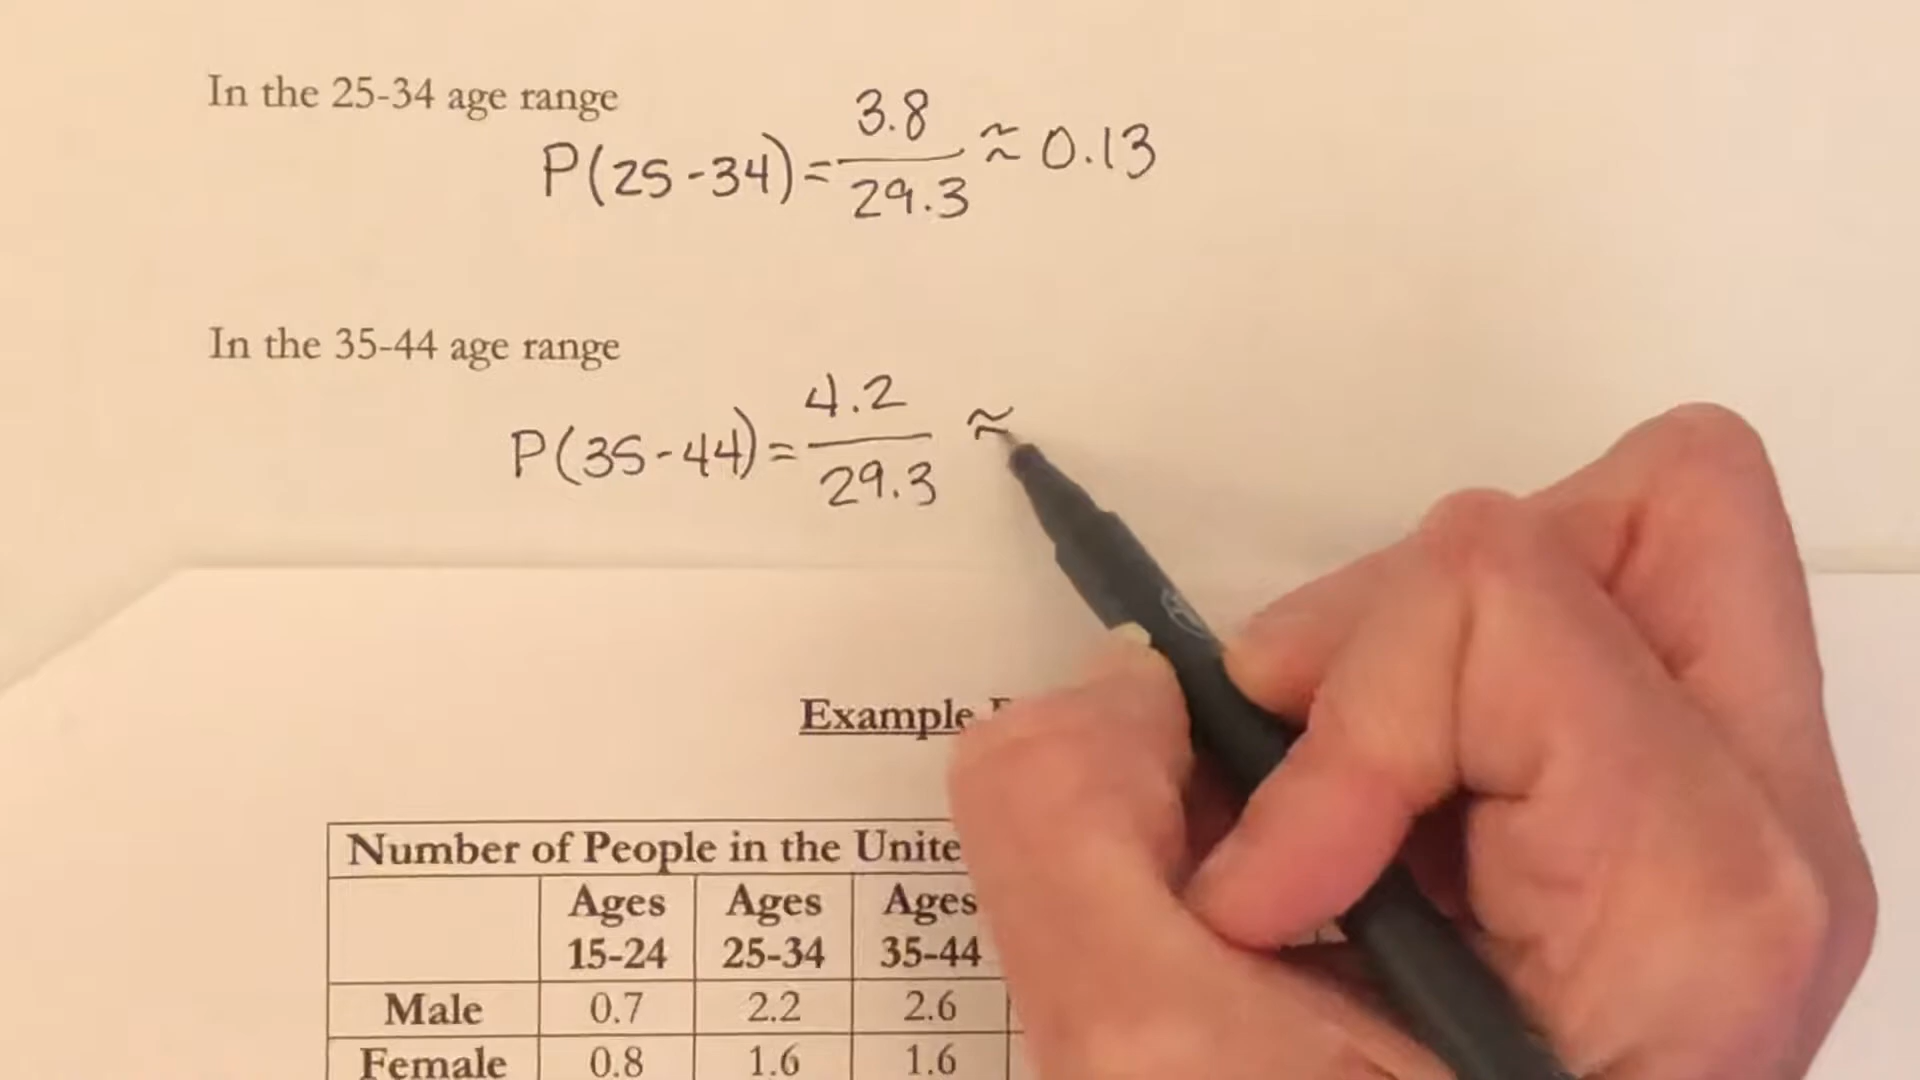 In the 25-34 age range
P(25-34)= 3.8/29.3 ≈ 0.13
In the 35-44 age range
P(35-44)= 4.2/29.3 ≈
Example
Number of People in the
Ages 15-24 Ages 25-34 Ages 35-44
Male 0.7 2.2 2.6
Female 0.8 1.6 1.6